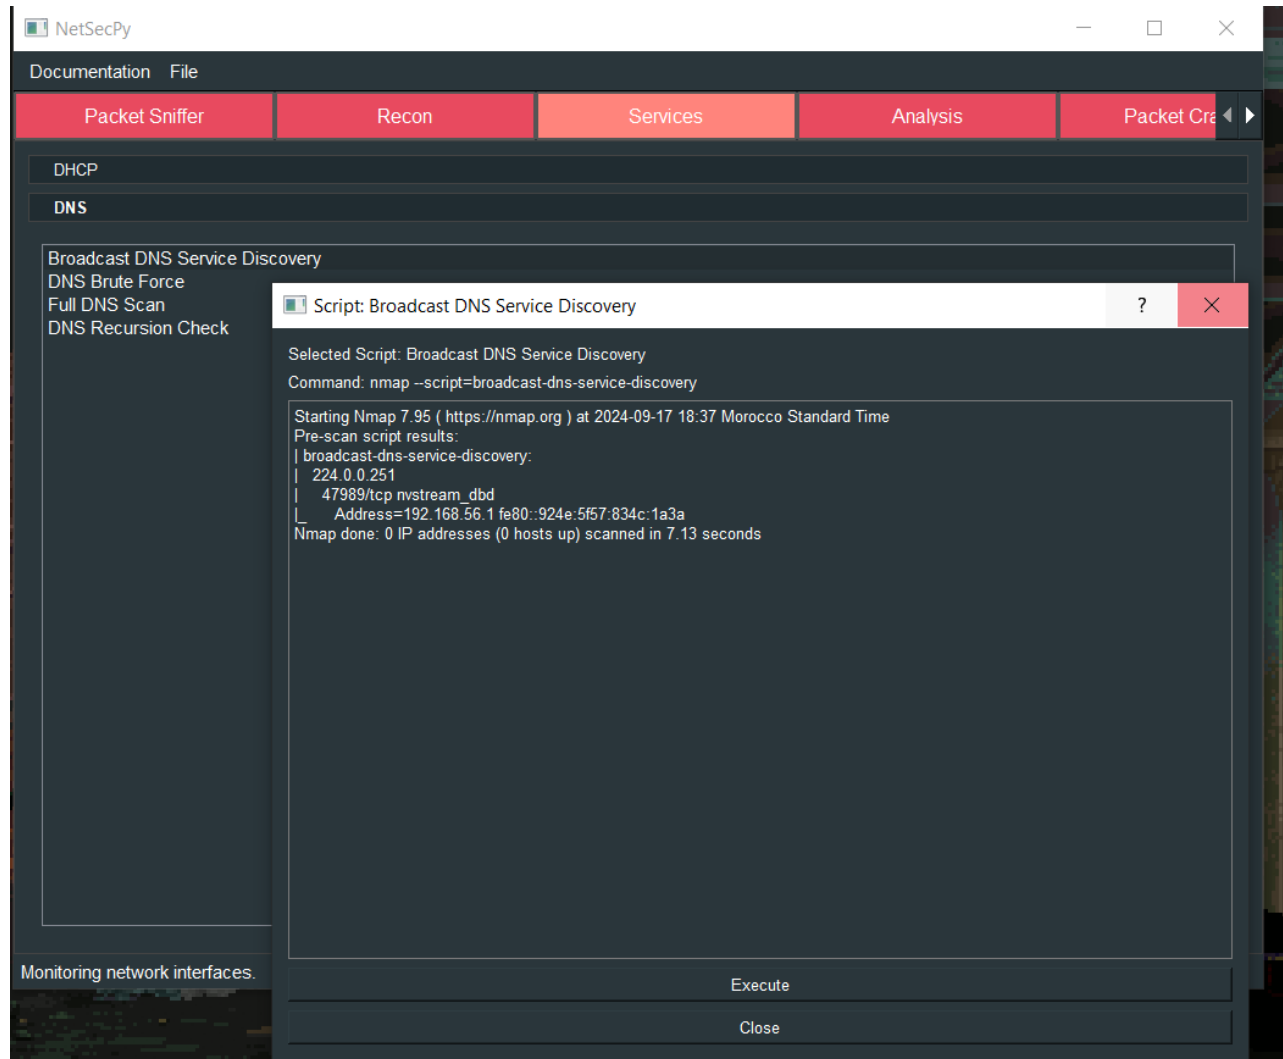 NetSecPy
Documentation File
Packet Sniffer Recon Services Analysis Packet Cra
DHCP
DNS
Broadcast DNS Service Discovery
DNS Brute Force
Full DNS Scan
DNS Recursion Check
Script: Broadcast DNS Service Discovery
?
Selected Script: Broadcast DNS Service Discovery
Command: nmap --script=broadcast-dns-service-discovery
Starting Nmap 7.95 ( https://nmap.org ) at 2024-09-17 18:37 Morocco Standard Time
Pre-scan script results:
| broadcast-dns-service-discovery:
|   224.0.0.251
|     47989/tcp nvstream_dbd
|_      Address=192.168.56.1 fe80::924e:5f57:834c:1a3a
Nmap done: 0 IP addresses (0 hosts up) scanned in 7.13 seconds
Execute
Close
Monitoring network interfaces.